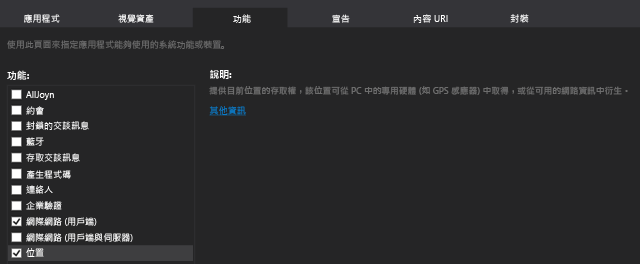 應用程式 視覺資產 功能 宣告 內容 URI 封裝
使用此頁面來指定應用程式能夠使用的系統功能或裝置。
功能:
AllJoyn
約會
封鎖的交談訊息
藍牙
存取交談訊息
產生程式碼
連絡人
企業驗證
網際網路 (用戶端)
網際網路 (用戶端與伺服器)
位置
說明:
提供目前位置的存取權，該位置可從 PC 中的專用硬體 (如 GPS 感應器) 中取得，或從可用的網路資訊中衍生。
其他資訊